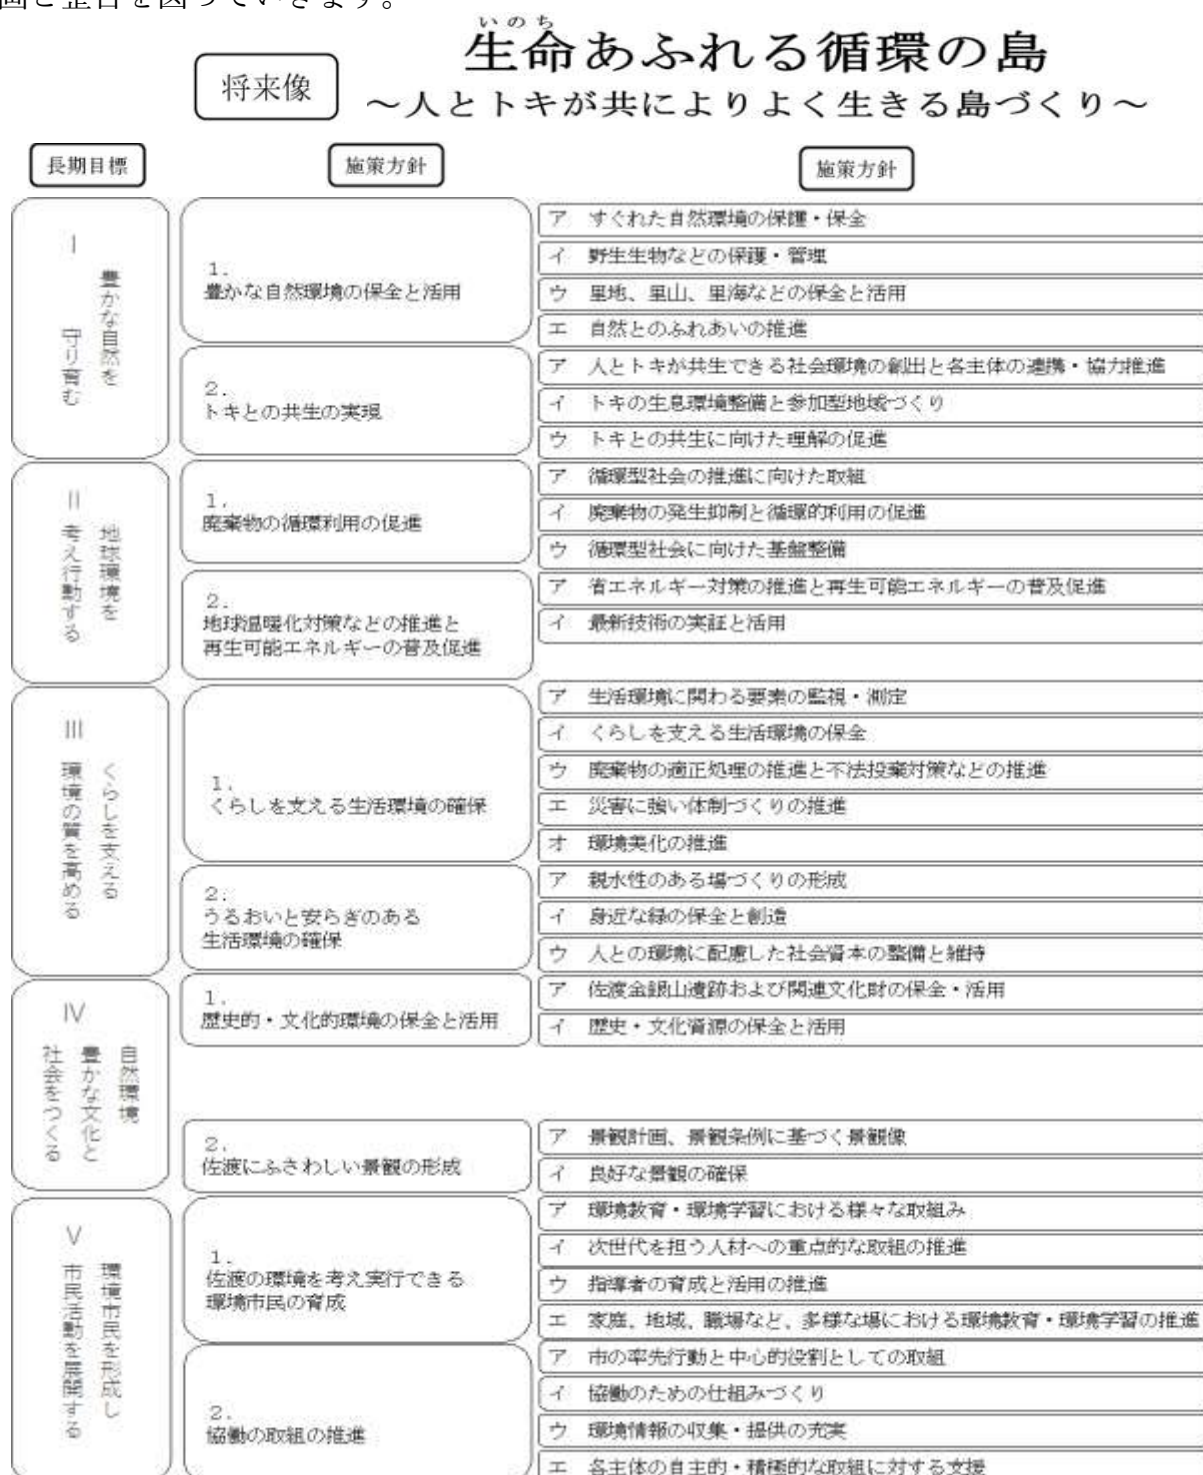 画と整合を図っていきます。
いのち
生命あふれる循環の島
将来像
～人とトキが共によりよく生きる島づくり～
長期目標
施策方針
施策方針
Ⅰ
豊かな自然を
守り育む
1.
豊かな自然環境の保全と活用
ア すぐれた自然環境の保護・保全
イ 野生生物などの保護・管理
ウ 里地、里山、里海などの保全と活用
エ 自然とのふれあいの推進
2.
トキとの共生の実現
ア 人とトキが共生できる社会環境の創出と各主体の連携・協力推進
イ トキの生息環境整備と参加型地域づくり
ウ トキとの共生に向けた理解の促進
Ⅱ
地球環境を
考え行動する
1.
廃棄物の循環利用の促進
ア 循環型社会の推進に向けた取組
イ 廃棄物の発生抑制と循環的利用の促進
ウ 循環型社会に向けた基盤整備
2.
地球温暖化対策などの推進と
再生可能エネルギーの普及促進
ア 省エネルギー対策の推進と再生可能エネルギーの普及促進
イ 最新技術の実証と活用
Ⅲ
くらしを支える
環境の質を高める
1.
くらしを支える生活環境の確保
ア 生活環境に関わる要素の監視・測定
イ くらしを支える生活環境の保全
ウ 廃棄物の適正処理の推進と不法投棄対策などの推進
エ 災害に強い体制づくりの推進
オ 環境美化の推進
2.
うるおいと安らぎのある
生活環境の確保
ア 親水性のある場づくりの形成
イ 身近な緑の保全と創造
ウ 人との環境に配慮した社会資本の整備と維持
Ⅳ
自然環境
豊かな文化と
社会をつくる
1.
歴史的・文化的環境の保全と活用
ア 佐渡金銀山遺跡および関連文化財の保全・活用
イ 歴史・文化資源の保全と活用
2.
佐渡にふさわしい景観の形成
ア 景観計画、景観条例に基づく景観像
イ 良好な景観の確保
Ⅴ
環境市民を形成し
市民活動を展開する
1.
佐渡の環境を考え実行できる
環境市民の育成
ア 環境教育・環境学習における様々な取組み
イ 次世代を担う人材への重点的な取組の推進
ウ 指導者の育成と活用の推進
エ 家庭、地域、職場など、多様な場における環境教育・環境学習の推進
2.
協働の取組の推進
ア 市の率先行動と中心的役割としての取組
イ 協働のための仕組みづくり
ウ 環境情報の収集・提供の充実
エ 各主体の自主的・積極的な取組に対する支援